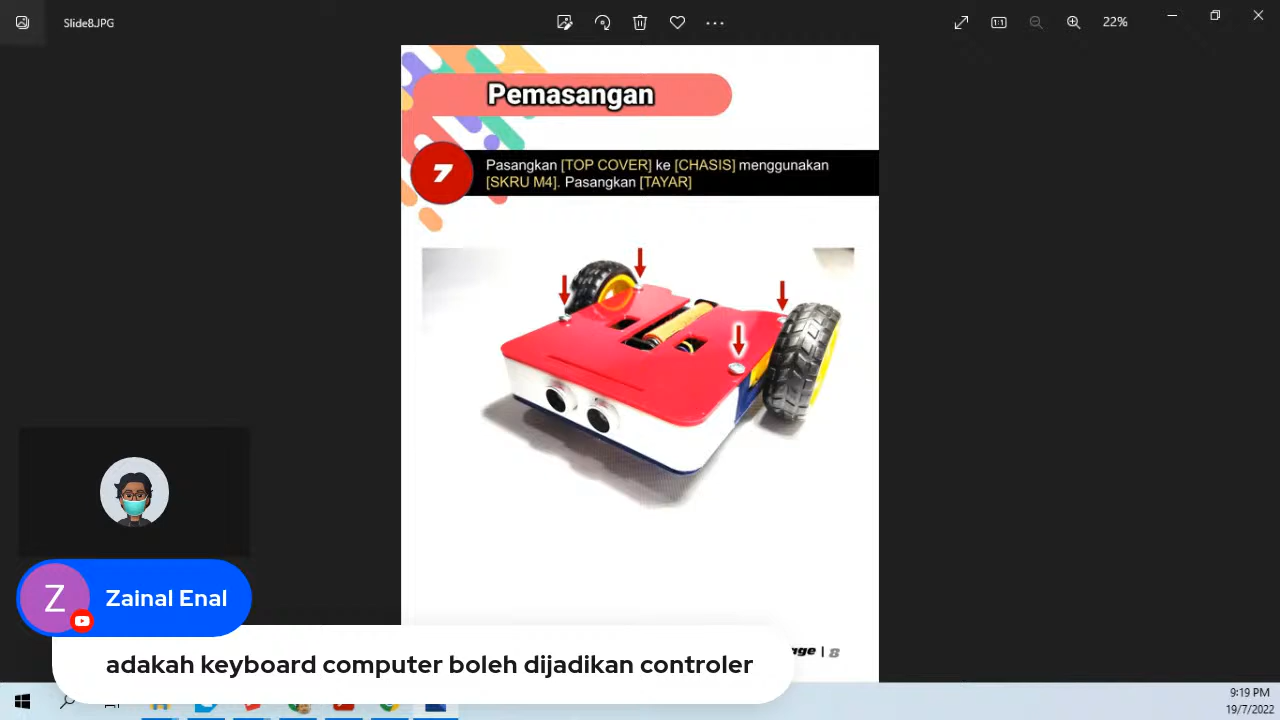 Slide8.JPG
22%
Pemasangan
7
Pasangkan [TOP COVER] ke [CHASIS] menggunakan
[SKRU M4]. Pasangkan [TAYAR]
Z
Zainal Enal
adakah keyboard computer boleh dijadikan controler
| 8
9:19 PM
19/7/2022